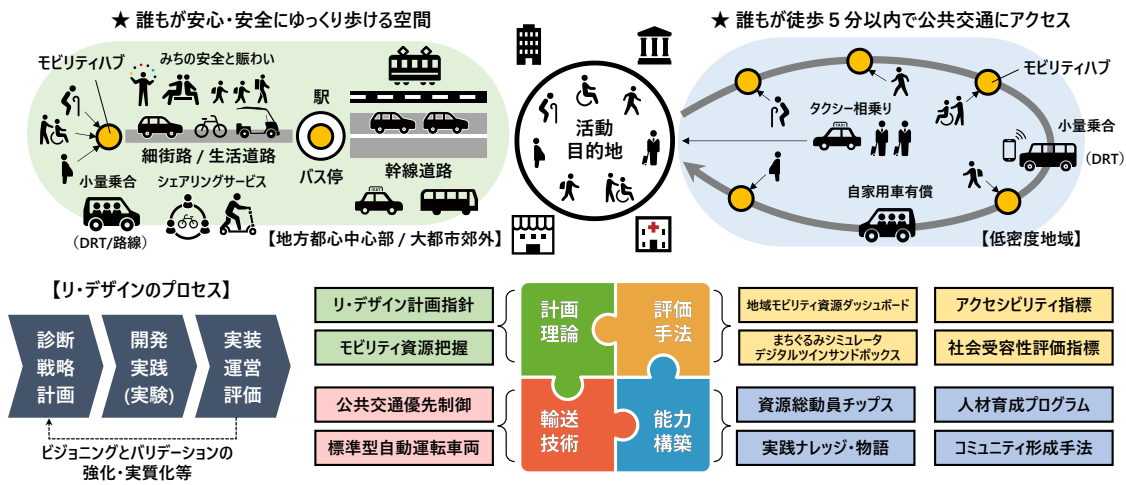 ★ 誰もが安心・安全にゆっくり歩ける空間
モビリティハブ
みちの安全と賑わい
駅
細街路 / 生活道路
バス停
幹線道路
小量乗合
シェアリングサービス
TAXI
(DRT/路線)
【地方都心中心部 / 大都市郊外】
活動
目的地
★ 誰もが徒歩５分以内で公共交通にアクセス
モビリティハブ
タクシー相乗り
TAXI
小量乗合
(DRT)
自家用車有償
【低密度地域】
【リ・デザインのプロセス】
診断
戦略
計画
開発
実践
(実験)
実装
運営
評価
ビジョニングとバリデーションの
強化・実質化等
リ・デザイン計画指針
モビリティ資源把握
公共交通優先制御
標準型自動運転車両
計画
理論
評価
手法
輸送
技術
能力
構築
地域モビリティ資源ダッシュボード
アクセシビリティ指標
まちぐるみシミュレータ
デジタルツインサンドボックス
社会受容性評価指標
資源総動員チップス
人材育成プログラム
実践ナレッジ・物語
コミュニティ形成手法